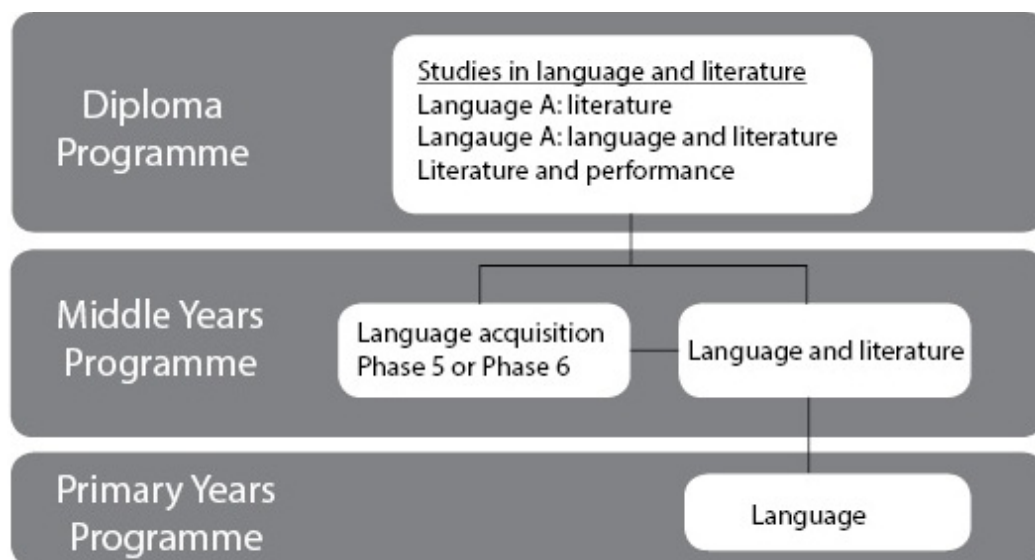 Diploma
Programme
Studies in language and literature
Language A: literature
Langauge A: language and literature
Literature and performance
Middle Years
Programme
Language acquisition
Phase 5 or Phase 6
Language and literature
Primary Years
Programme
Language